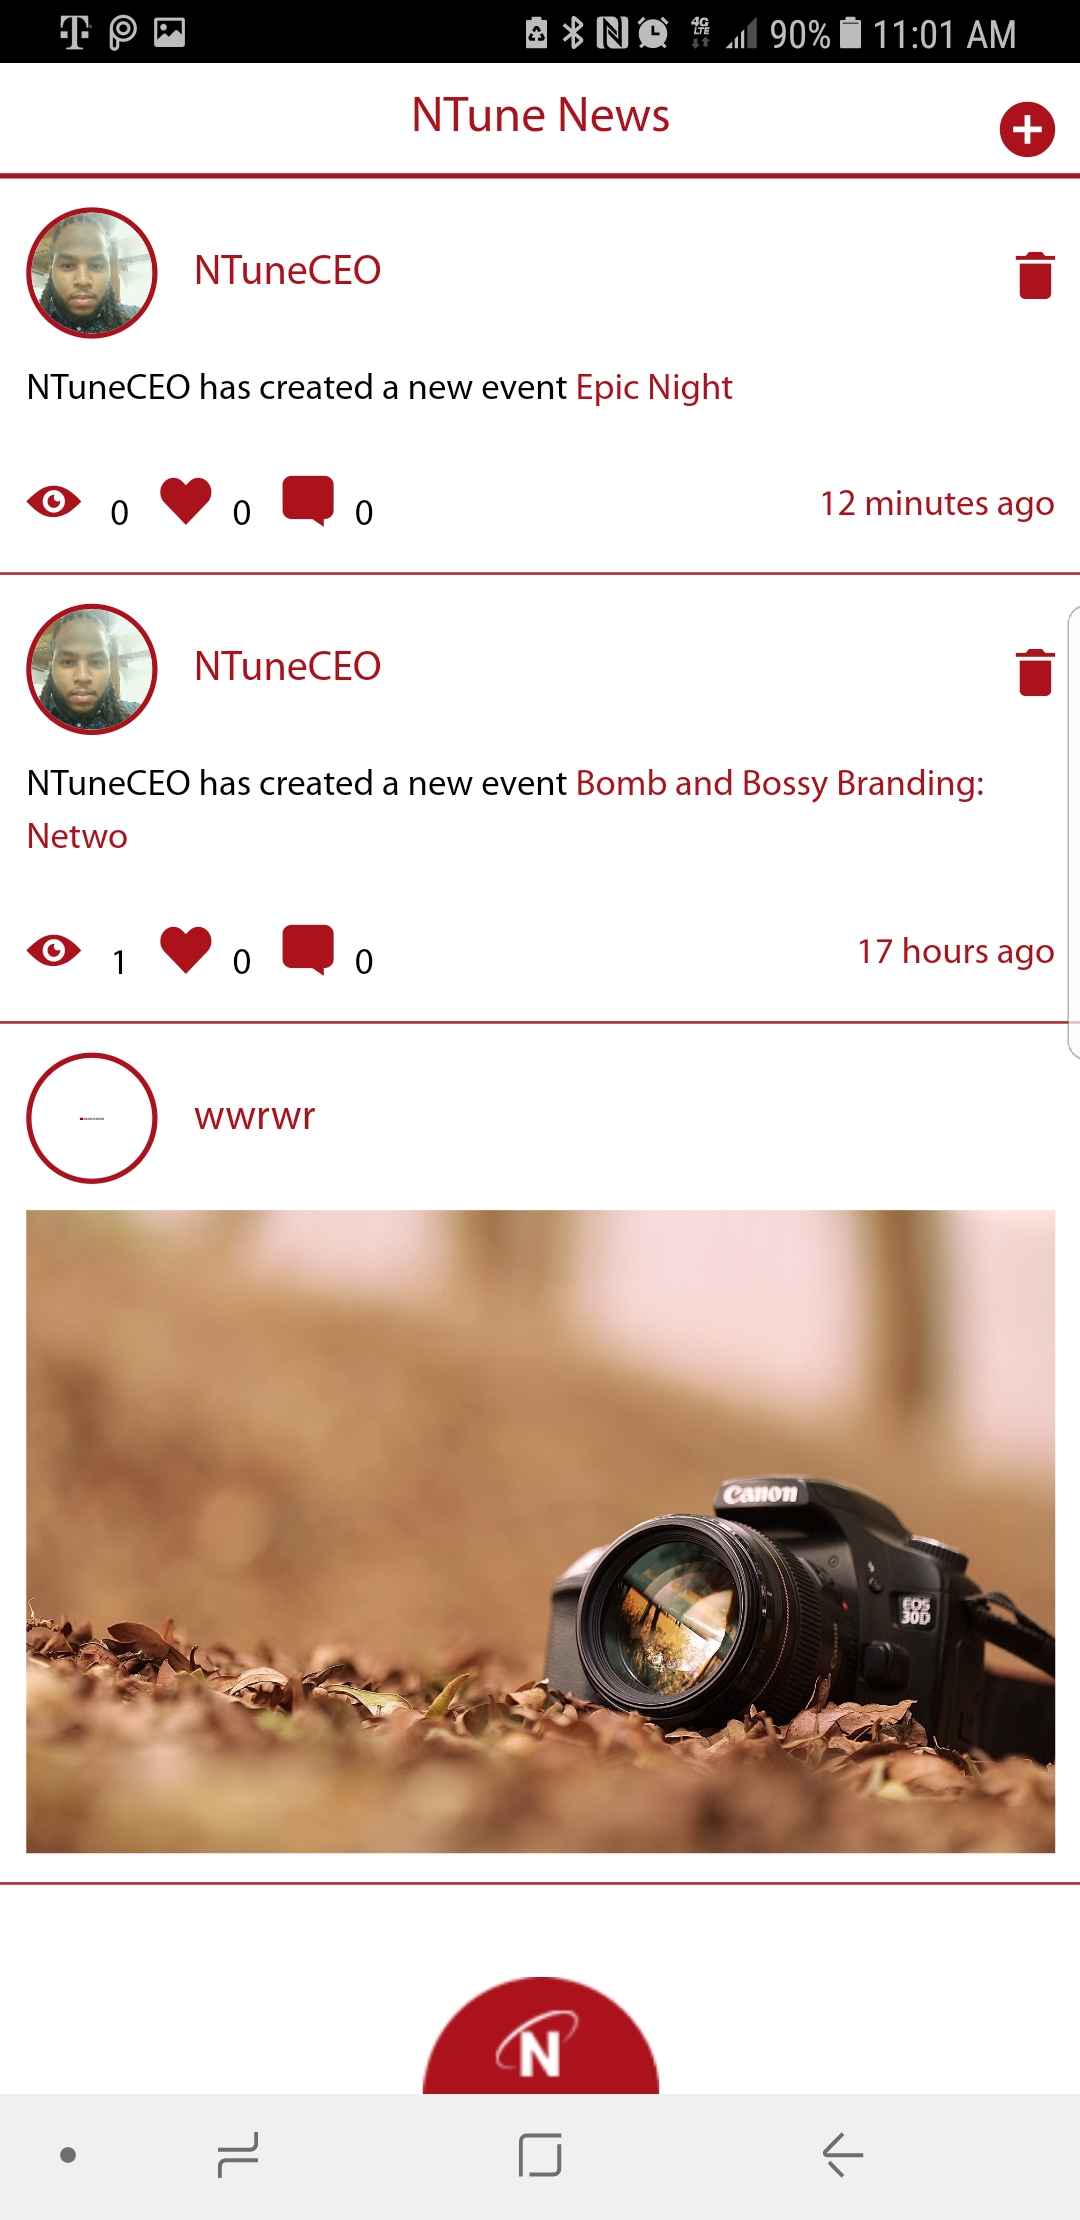 90% 11:01 AM
NTune News
NTuneCEO
NTuneCEO has created a new event Epic Night
0 0 0 12 minutes ago
NTuneCEO
NTuneCEO has created a new event Bomb and Bossy Branding:
Netwo
1 0 0 17 hours ago
wwrwr
Canon
EOS
30D
N